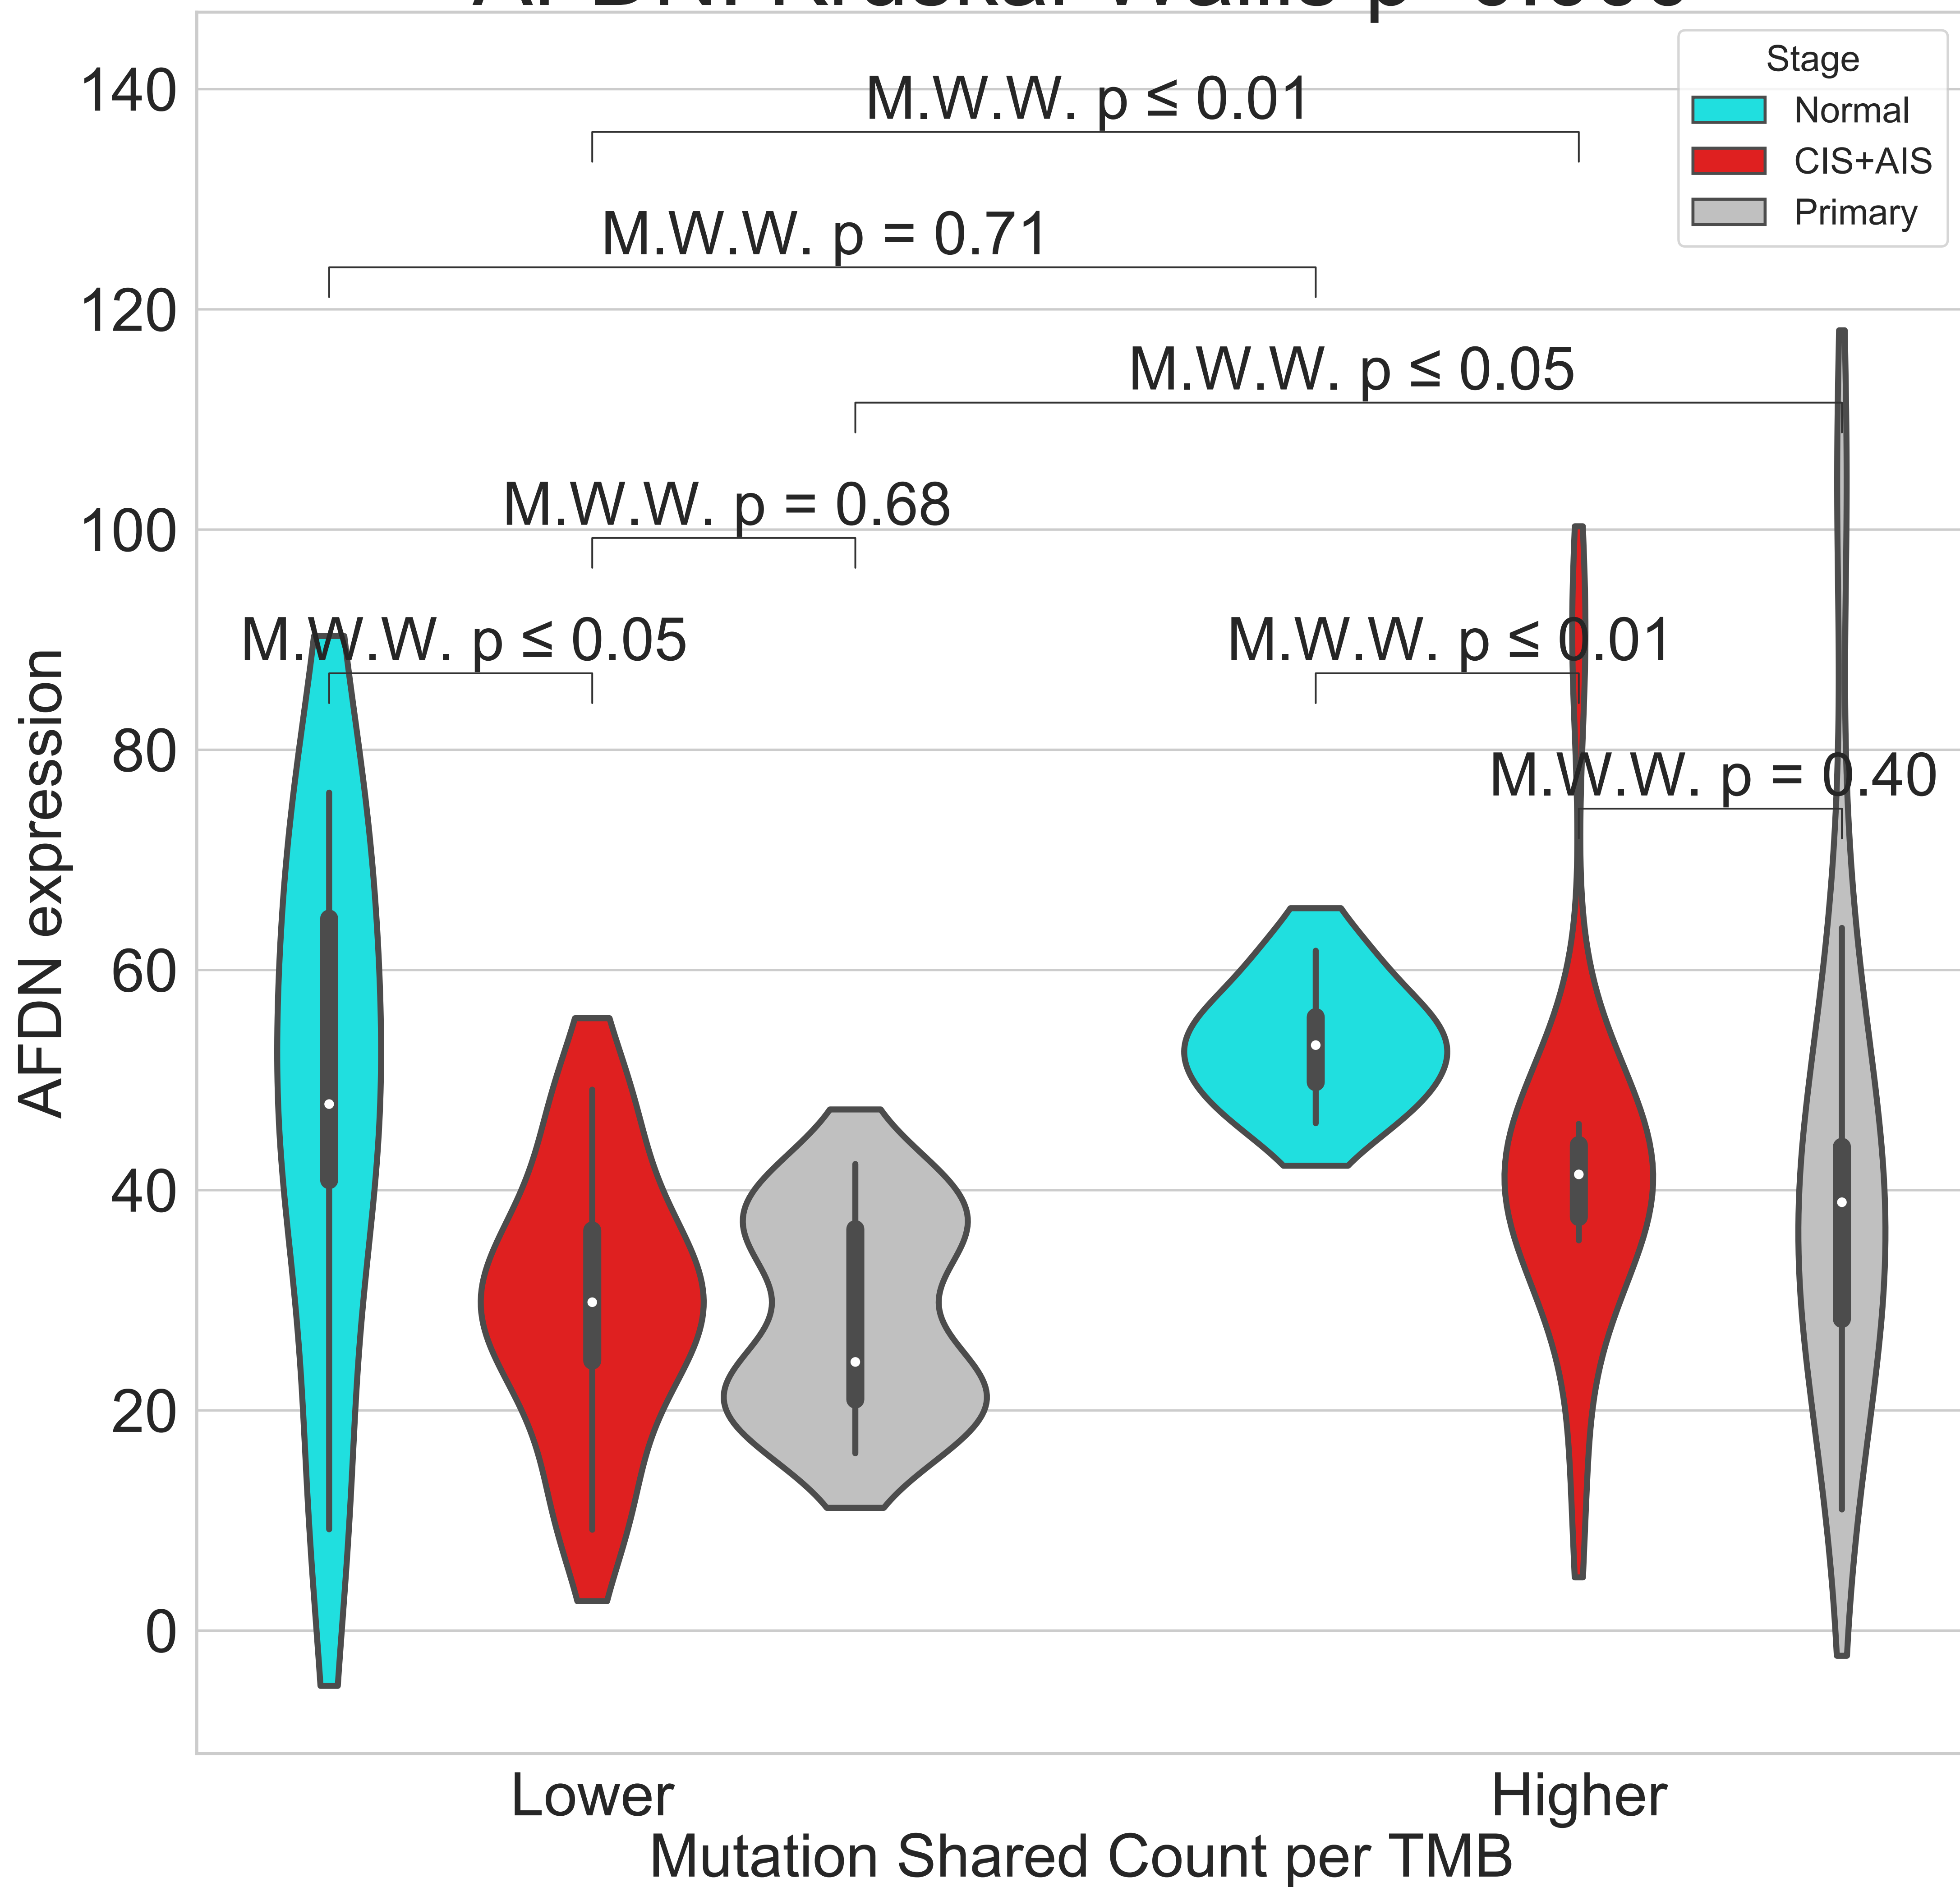 140
120
100
80
60
40
20
0
AFDN expression
M.W.W. p ≤ 0.01
M.W.W. p = 0.71
M.W.W. p ≤ 0.05
M.W.W. p = 0.68
M.W.W. p ≤ 0.05
M.W.W. p ≤ 0.01
M.W.W. p = 0.40
Stage
Normal
CIS+AIS
Primary
Lower
Higher
Mutation Shared Count per TMB